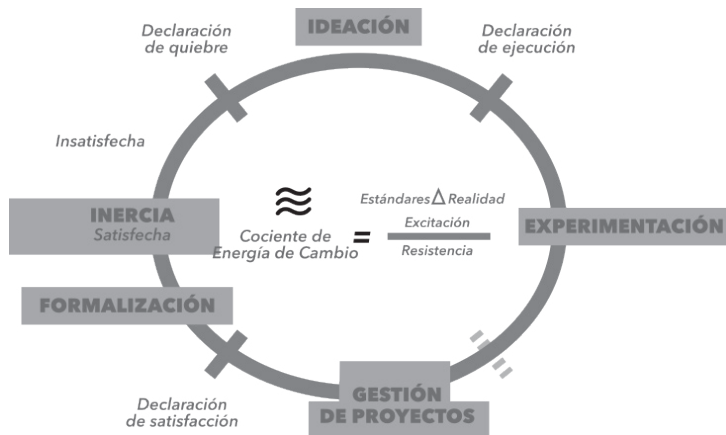 IDEACIÓN
Declaración
de quiebre
Declaración
de ejecución
Insatisfecha
INERCIA
Satisfecha
Cociente de
Energía de Cambio
=
Estándares Δ Realidad
Excitación
Resistencia
EXPERIMENTACIÓN
FORMALIZACIÓN
GESTIÓN
DE PROYECTOS
Declaración
de satisfacción